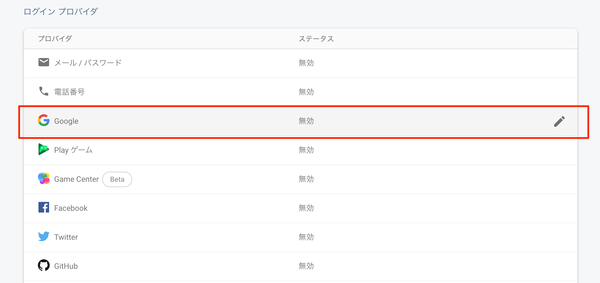 ログイン プロバイダ
プロバイダ ステータス
メール / パスワード 無効
電話番号 無効
Google 無効
Play ゲーム 無効
Game Center Beta 無効
Facebook 無効
Twitter 無効
GitHub 無効